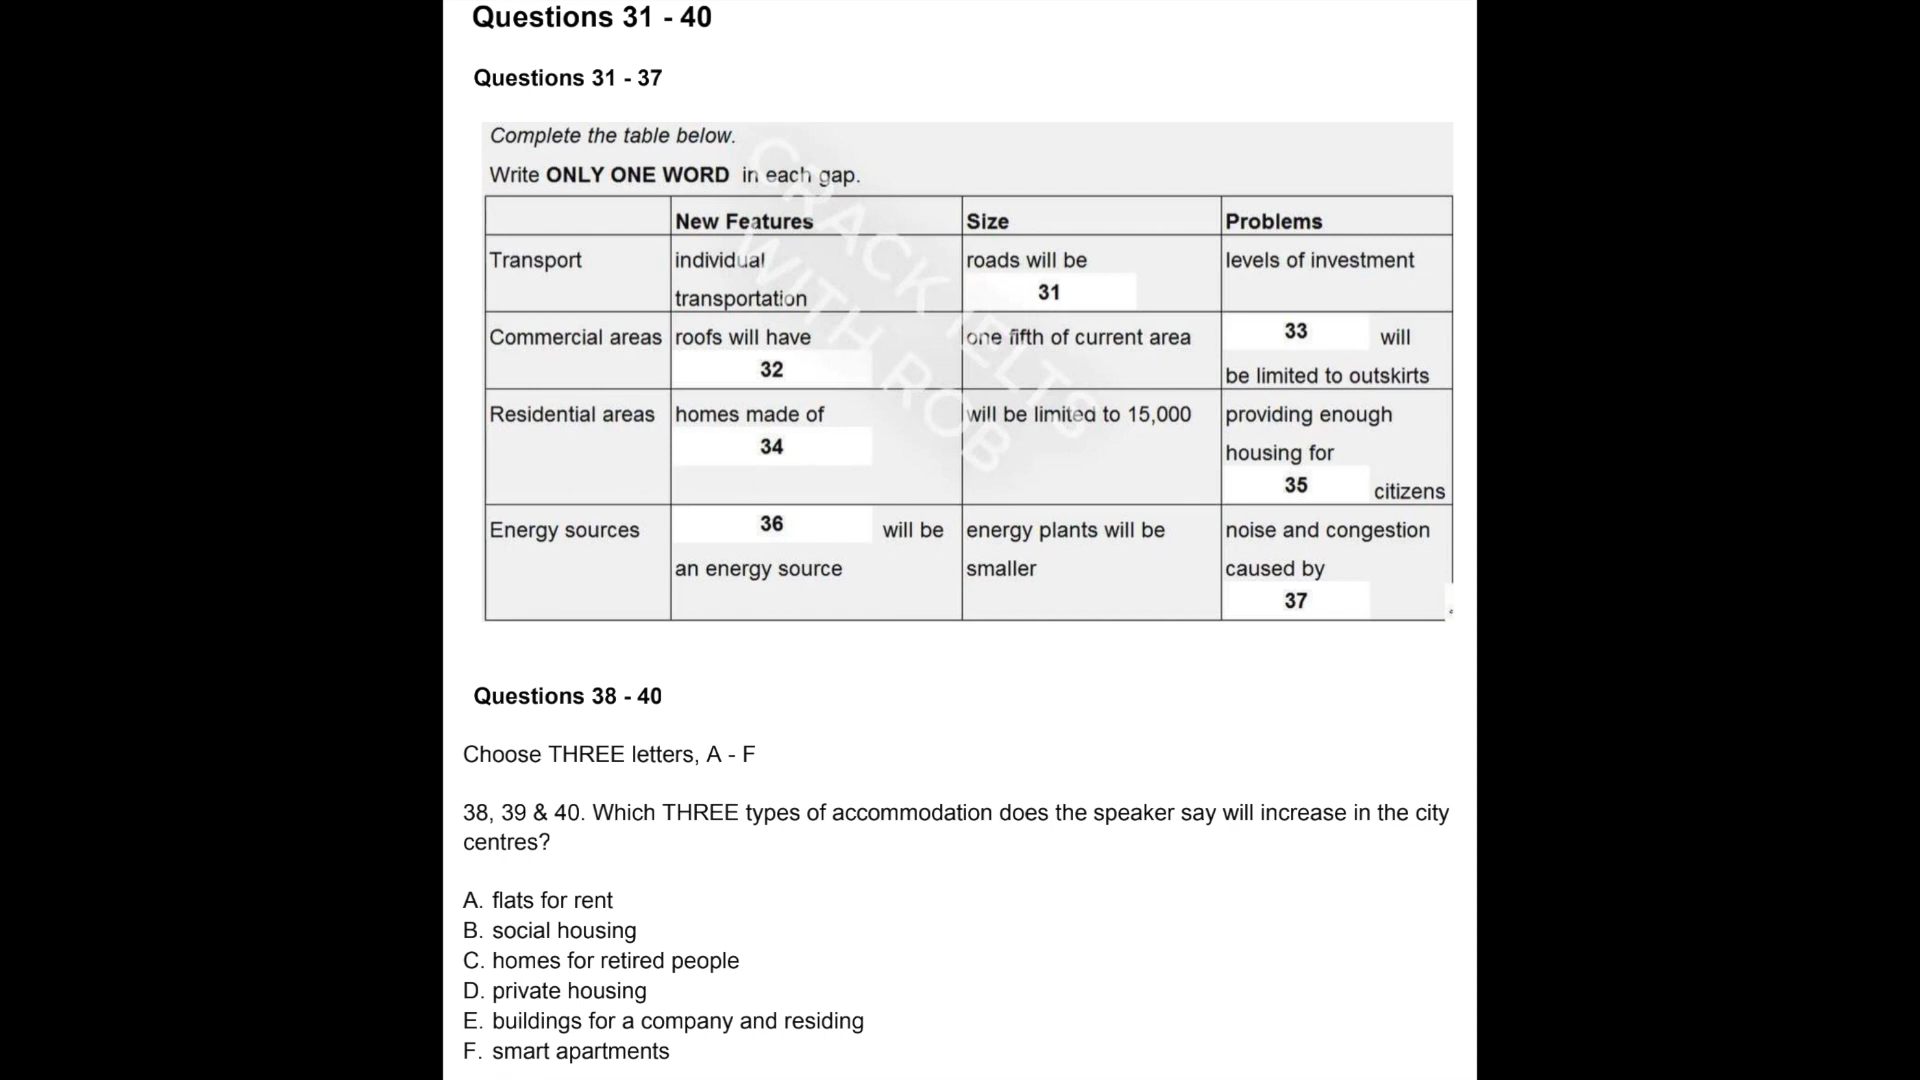 Questions 31 - 40
Questions 31 - 37
Complete the table below.
Write ONLY ONE WORD in each gap.
New Features Size Problems
Transport individual transportation roads will be 31 levels of investment
Commercial areas roofs will have 32 one fifth of current area 33 will be limited to outskirts
Residential areas homes made of 34 will be limited to 15,000 providing enough housing for 35 citizens
Energy sources 36 will be an energy source energy plants will be smaller noise and congestion caused by 37
CRACK IELTS
WITH ROB
Questions 38 - 40
Choose THREE letters, A - F
38, 39 & 40. Which THREE types of accommodation does the speaker say will increase in the city
centres?
A. flats for rent
B. social housing
C. homes for retired people
D. private housing
E. buildings for a company and residing
F. smart apartments